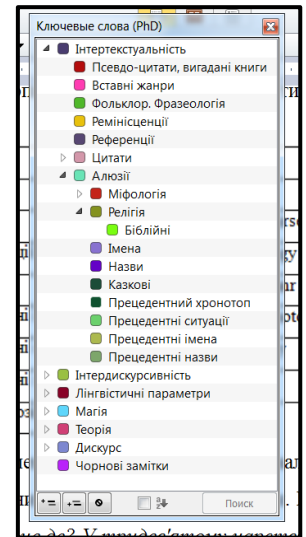 Ключевые слова (PhD)
Інтертекстуальність
Псевдо-цитати, вигадані книги
Вставні жанри
Фольклор. Фразеологія
Ремінісценції
Референції
Цитати
Алюзії
Міфологія
Релігія
Біблійні
Імена
Назви
Казкові
Прецедентний хронотоп
Прецедентні ситуації
Прецедентні імена
Прецедентні назви
Інтердискурсивність
Лінгвістичні параметри
Магія
Теорія
Дискурс
Чорнові замітки
Поиск